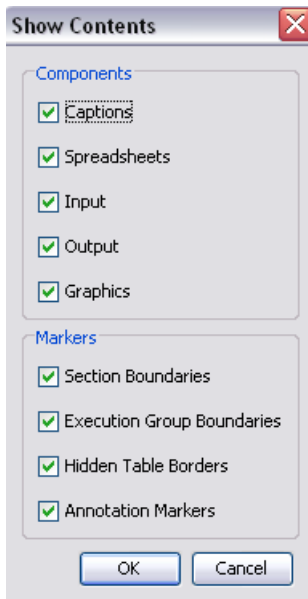 Show Contents
Components
Captions
Spreadsheets
Input
Output
Graphics
Markers
Section Boundaries
Execution Group Boundaries
Hidden Table Borders
Annotation Markers
OK Cancel